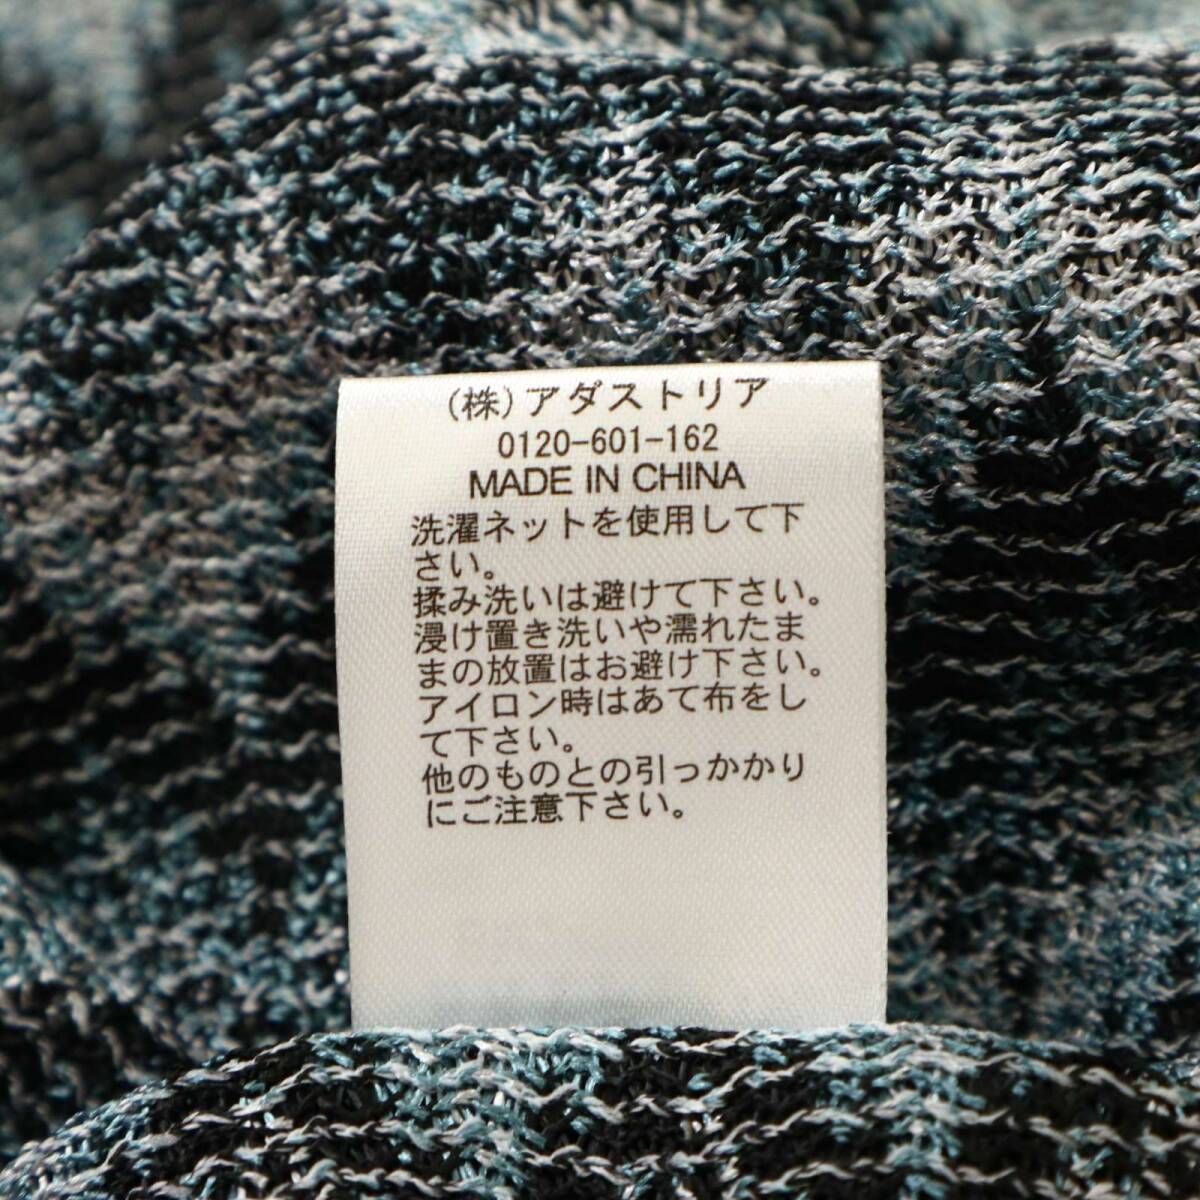 (株)アダストリア
0120-601-162
MADE IN CHINA
洗濯ネットを使用して下
さい。
揉み洗いは避けて下さい。
浸け置き洗いや濡れたま
まの放置はお避け下さい。
アイロン時はあて布をし
て下さい。
他のものとの引っかかり
にご注意下さい。